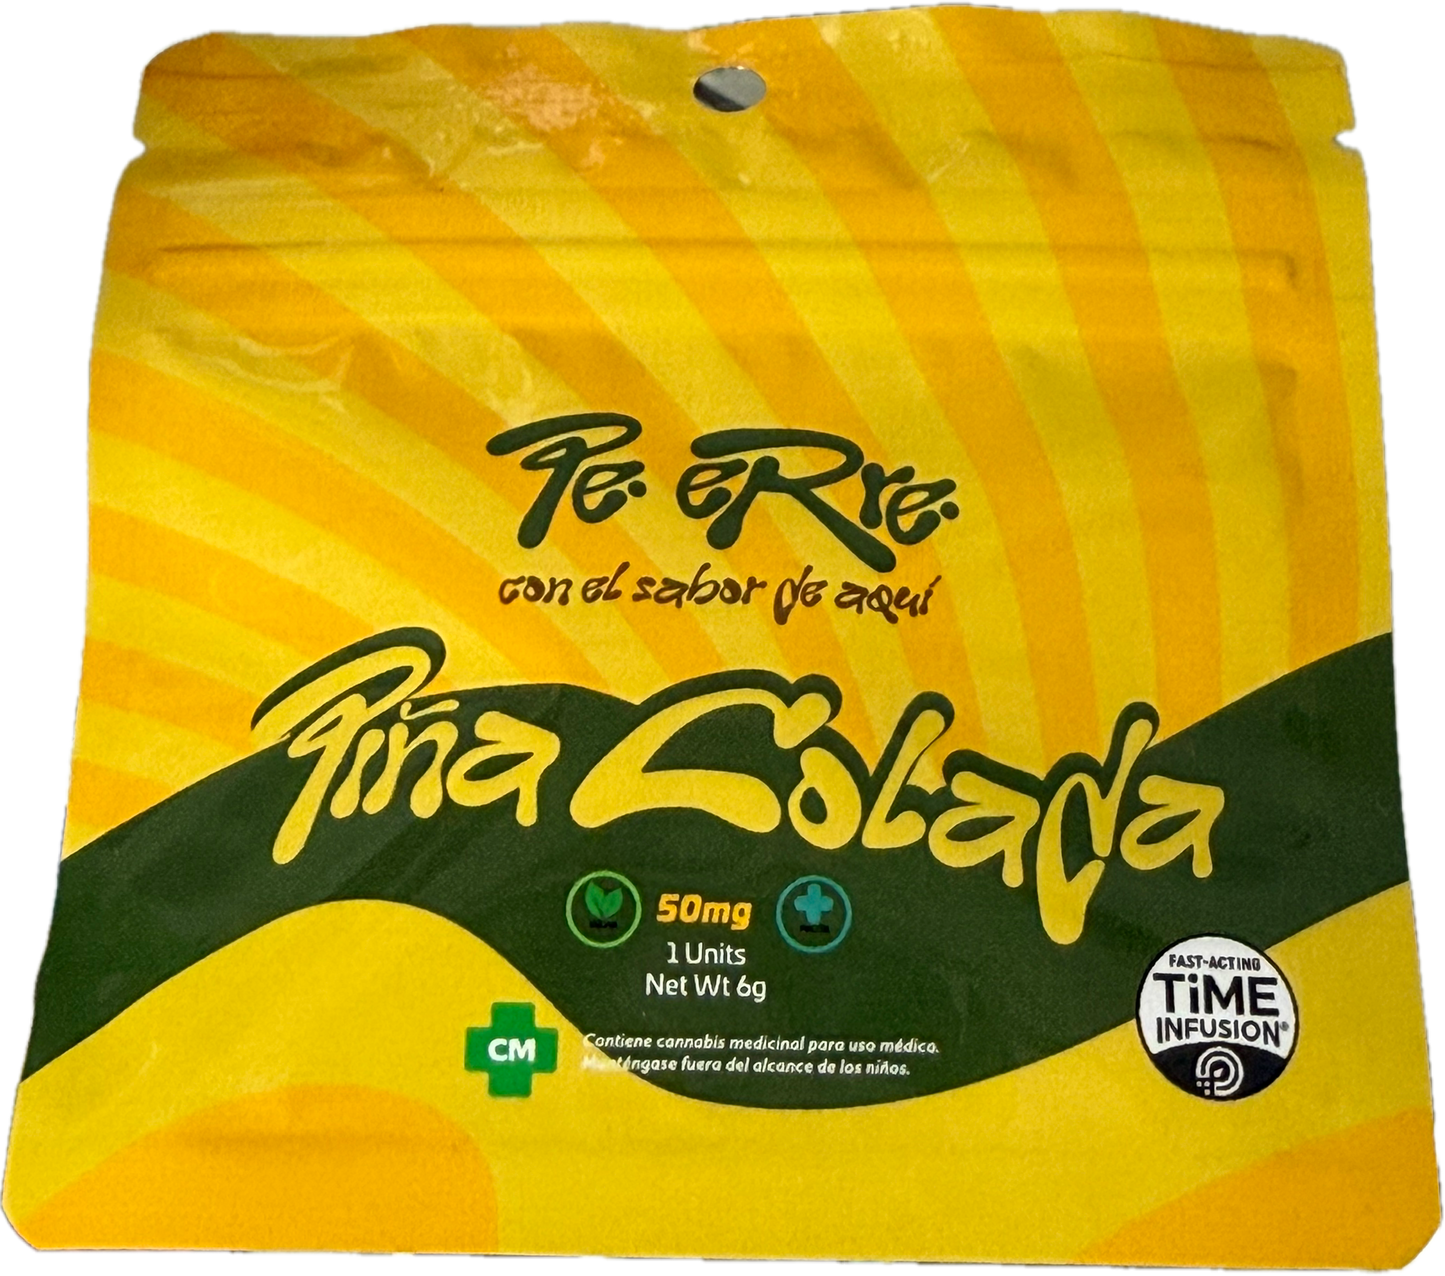 Pe. eRre.
con el sabor de aquí
Piña Colada
50mg
1 Units
Net Wt 6g
CM
Contiene cannabis medicinal para uso médico.
Manténgase fuera del alcance de los niños.
FAST-ACTING
TiME
INFUSION®